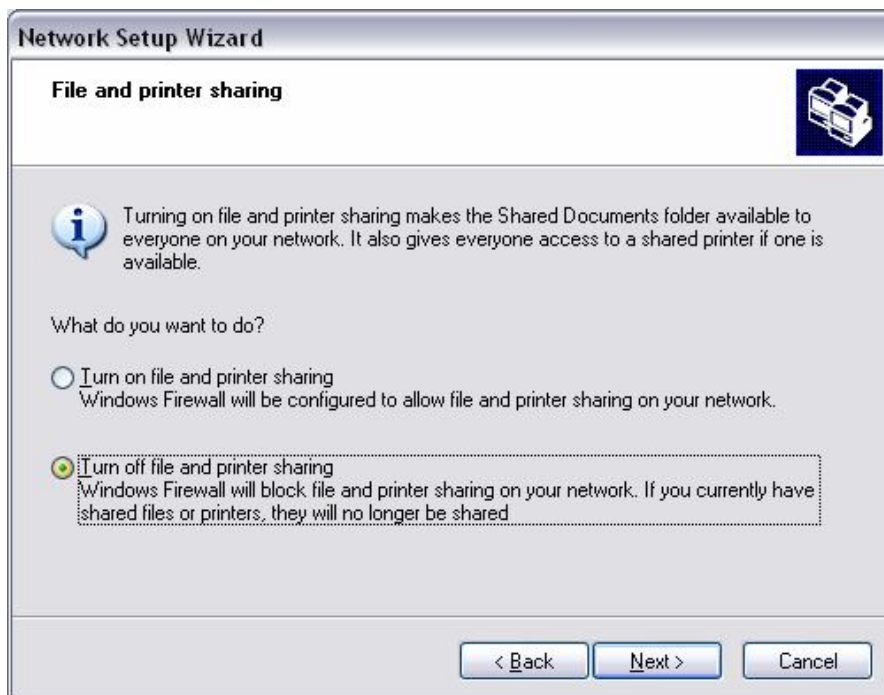 Network Setup Wizard
File and printer sharing
Turning on file and printer sharing makes the Shared Documents folder available to
everyone on your network. It also gives everyone access to a shared printer if one is
available.
What do you want to do?
Turn on file and printer sharing
Windows Firewall will be configured to allow file and printer sharing on your network.
Turn off file and printer sharing
Windows Firewall will block file and printer sharing on your network. If you currently have
shared files or printers, they will no longer be shared
< Back
Next >
Cancel